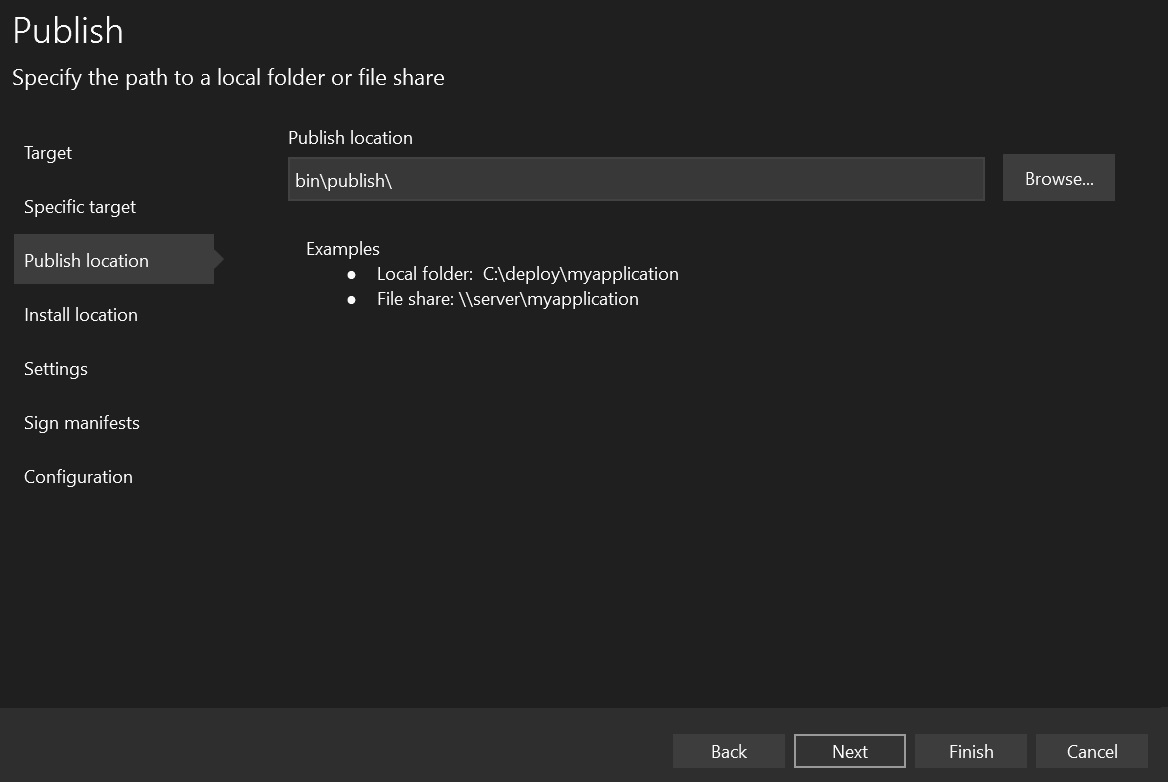 Publish
Specify the path to a local folder or file share
Target
Specific target
Publish location
Install location
Settings
Sign manifests
Configuration
Publish location
bin\publish\
Browse...
Examples
● Local folder:  C:\deploy\myapplication
● File share: \\server\myapplication
Back
Next
Finish
Cancel